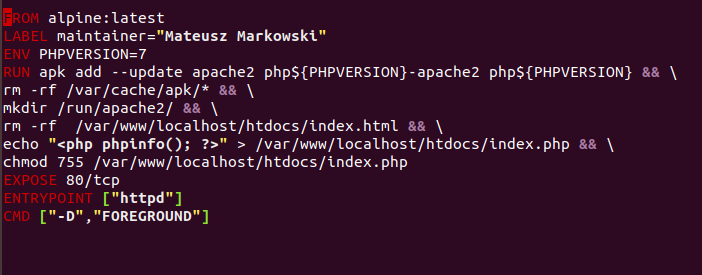 FROM alpine:latest
LABEL maintainer="Mateusz Markowski"
ENV PHPVERSION=7
RUN apk add --update apache2 php${PHPVERSION}-apache2 php${PHPVERSION} && \
rm -rf /var/cache/apk/* && \
mkdir /run/apache2/ && \
rm -rf  /var/www/localhost/htdocs/index.html && \
echo "<php phpinfo(); ?>" > /var/www/localhost/htdocs/index.php && \
chmod 755 /var/www/localhost/htdocs/index.php
EXPOSE 80/tcp
ENTRYPOINT ["httpd"]
CMD ["-D","FOREGROUND"]